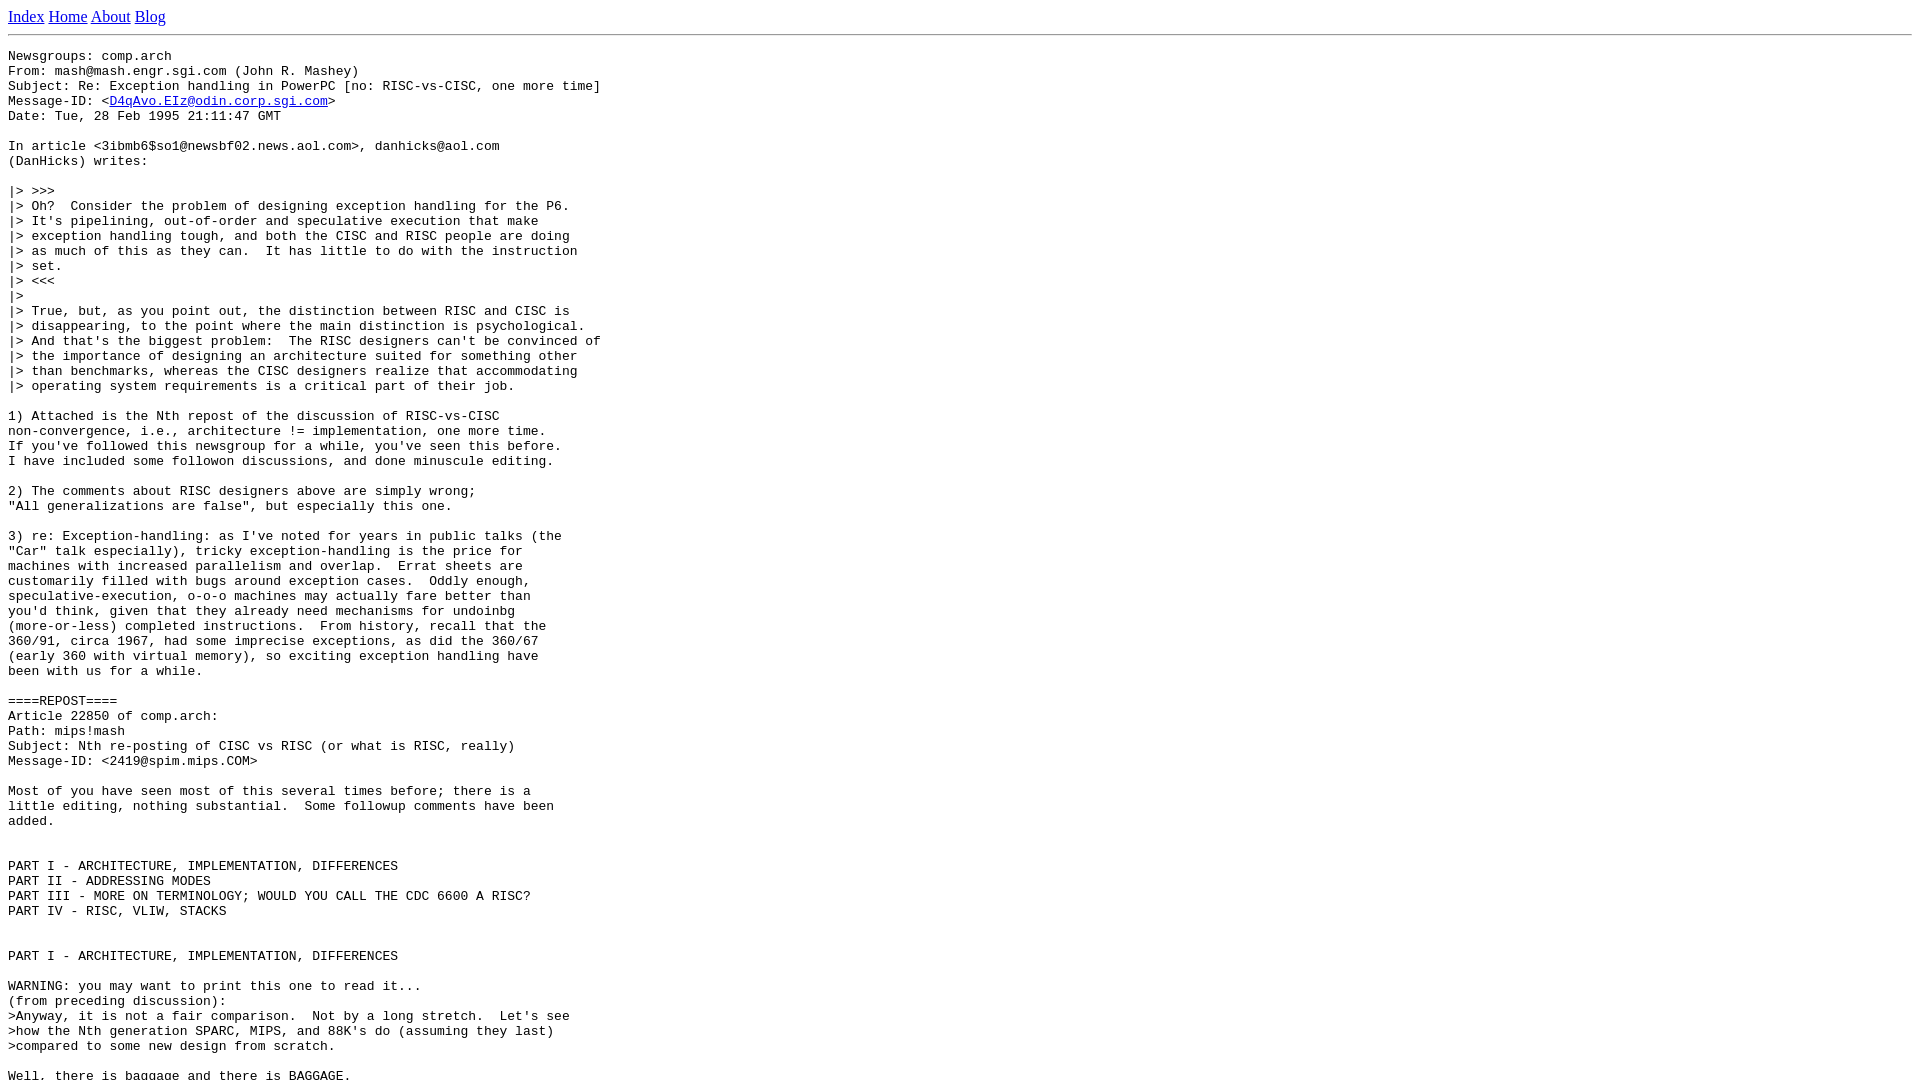 Index Home About Blog
Newsgroups: comp.arch
From: mash@mash.engr.sgi.com (John R. Mashey)
Subject: Re: Exception handling in PowerPC [no: RISC-vs-CISC, one more time]
Message-ID: <D4qAvo.EIz@odin.corp.sgi.com>
Date: Tue, 28 Feb 1995 21:11:47 GMT
In article <3ibmb6$so1@newsbf02.news.aol.com>, danhicks@aol.com
(DanHicks) writes:
|> >>>
|> Oh?  Consider the problem of designing exception handling for the P6.
|> It's pipelining, out-of-order and speculative execution that make
|> exception handling tough, and both the CISC and RISC people are doing
|> as much of this as they can.  It has little to do with the instruction
|> set.
|> <<<
|>
|> True, but, as you point out, the distinction between RISC and CISC is
|> disappearing, to the point where the main distinction is psychological.
|> And that's the biggest problem:  The RISC designers can't be convinced of
|> the importance of designing an architecture suited for something other
|> than benchmarks, whereas the CISC designers realize that accommodating
|> operating system requirements is a critical part of their job.
1) Attached is the Nth repost of the discussion of RISC-vs-CISC
non-convergence, i.e., architecture != implementation, one more time.
If you've followed this newsgroup for a while, you've seen this before.
I have included some followon discussions, and done minuscule editing.
2) The comments about RISC designers above are simply wrong;
"All generalizations are false", but especially this one.
3) re: Exception-handling: as I've noted for years in public talks (the
"Car" talk especially), tricky exception-handling is the price for
machines with increased parallelism and overlap.  Errat sheets are
customarily filled with bugs around exception cases.  Oddly enough,
speculative-execution, o-o-o machines may actually fare better than
you'd think, given that they already need mechanisms for undoinbg
(more-or-less) completed instructions.  From history, recall that the
360/91, circa 1967, had some imprecise exceptions, as did the 360/67
(early 360 with virtual memory), so exciting exception handling have
been with us for a while.
====REPOST====
Article 22850 of comp.arch:
Path: mips!mash
Subject: Nth re-posting of CISC vs RISC (or what is RISC, really)
Message-ID: <2419@spim.mips.COM>
Most of you have seen most of this several times before; there is a
little editing, nothing substantial.  Some followup comments have been
added.
PART I - ARCHITECTURE, IMPLEMENTATION, DIFFERENCES
PART II - ADDRESSING MODES
PART III - MORE ON TERMINOLOGY; WOULD YOU CALL THE CDC 6600 A RISC?
PART IV - RISC, VLIW, STACKS
PART I - ARCHITECTURE, IMPLEMENTATION, DIFFERENCES
WARNING: you may want to print this one to read it...
(from preceding discussion):
>Anyway, it is not a fair comparison.  Not by a long stretch.  Let's see
>how the Nth generation SPARC, MIPS, and 88K's do (assuming they last)
>compared to some new design from scratch.
Well, there is baggage and there is BAGGAGE.